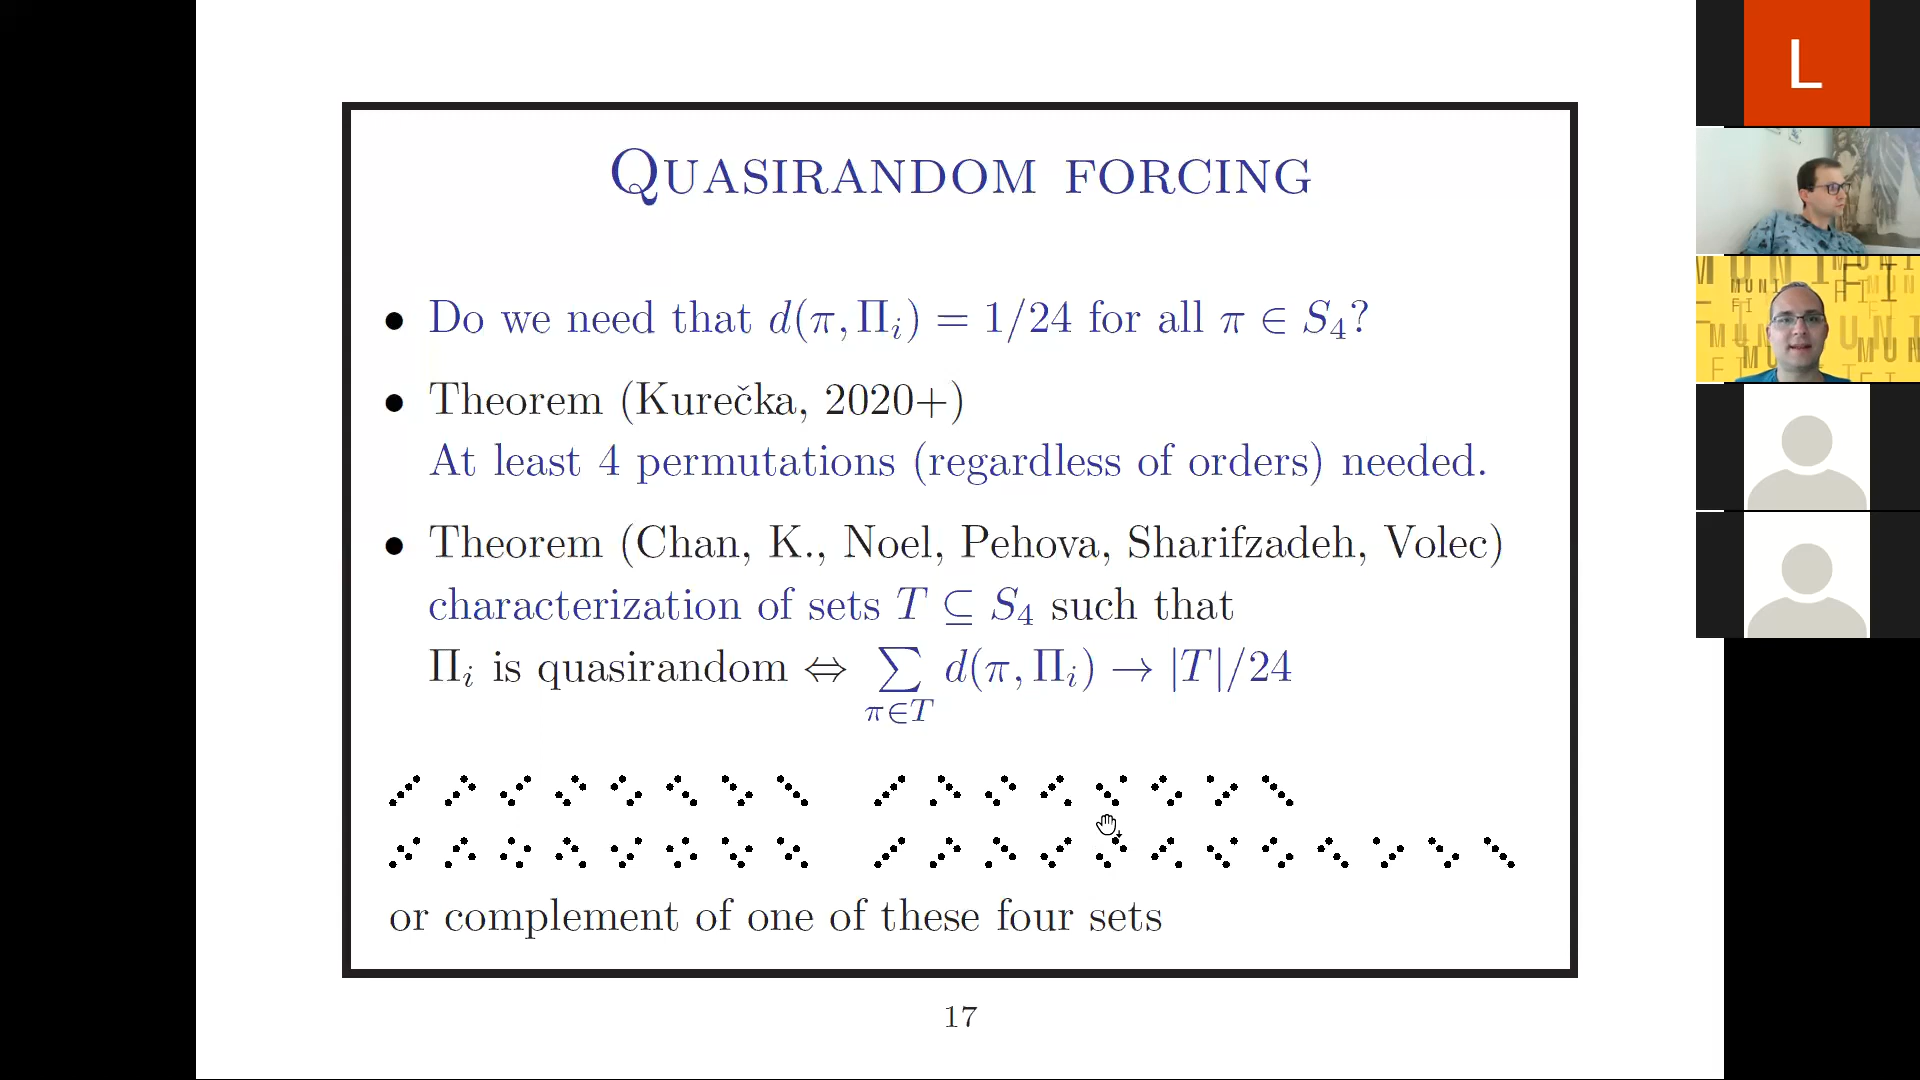 QUASIRANDOM FORCING
• Do we need that d(π, Πᵢ) = 1/24 for all π ∈ S₄?
• Theorem (Kurečka, 2020+)
At least 4 permutations (regardless of orders) needed.
• Theorem (Chan, K., Noel, Pehova, Sharifzadeh, Volec)
characterization of sets T ⊆ S₄ such that
Πᵢ is quasirandom ⇔ ∑ d(π, Πᵢ) → |T|/24
π∈T
or complement of one of these four sets
17
L